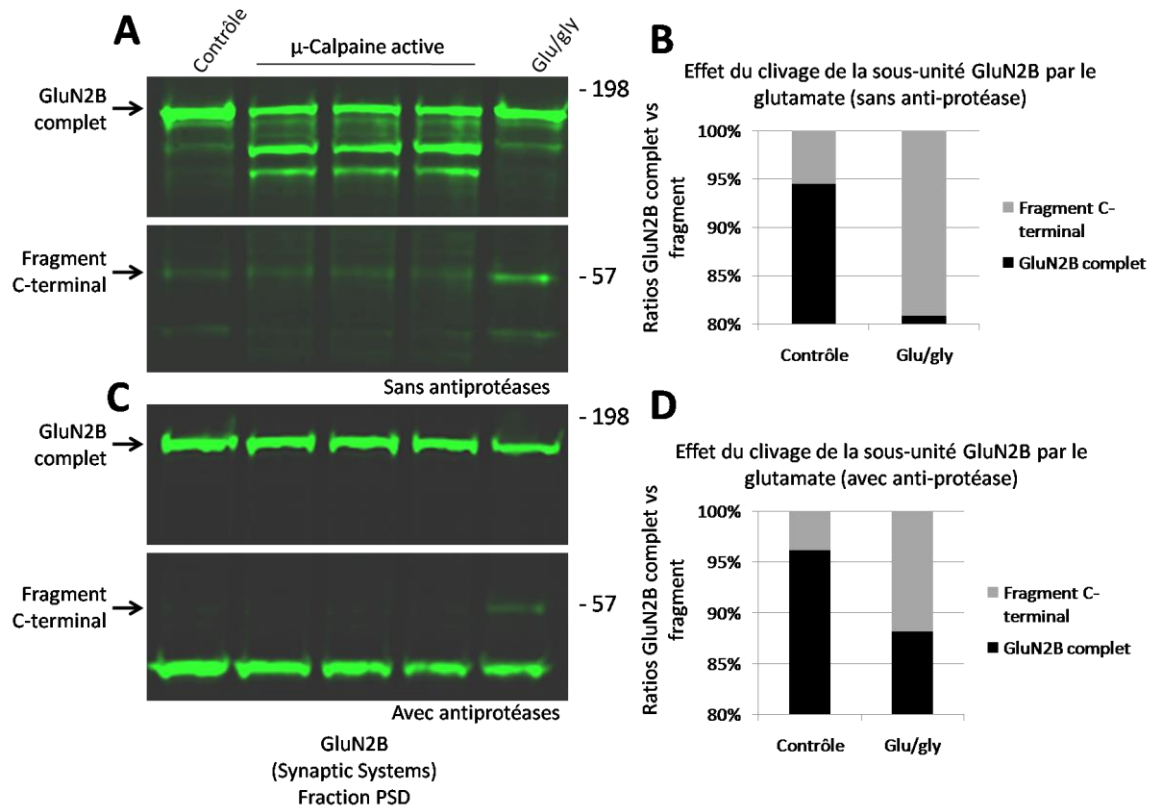 A
Contrôle
µ-Calpaine active
Glu/gly
GluN2B
complet
- 198
Fragment
C-terminal
- 57
Sans antiprotéases
B
Effet du clivage de la sous-unité GluN2B par le
glutamate (sans anti-protéase)
Ratios GluN2B complet vs
fragment
100%
95%
90%
85%
80%
Contrôle
Glu/gly
Fragment C-
terminal
GluN2B complet
C
GluN2B
complet
- 198
Fragment
C-terminal
- 57
Avec antiprotéases
GluN2B
(Synaptic Systems)
Fraction PSD
D
Effet du clivage de la sous-unité GluN2B par le
glutamate (avec anti-protéase)
Ratios GluN2B complet vs
fragment
100%
95%
90%
85%
80%
Contrôle
Glu/gly
Fragment C-
terminal
GluN2B complet